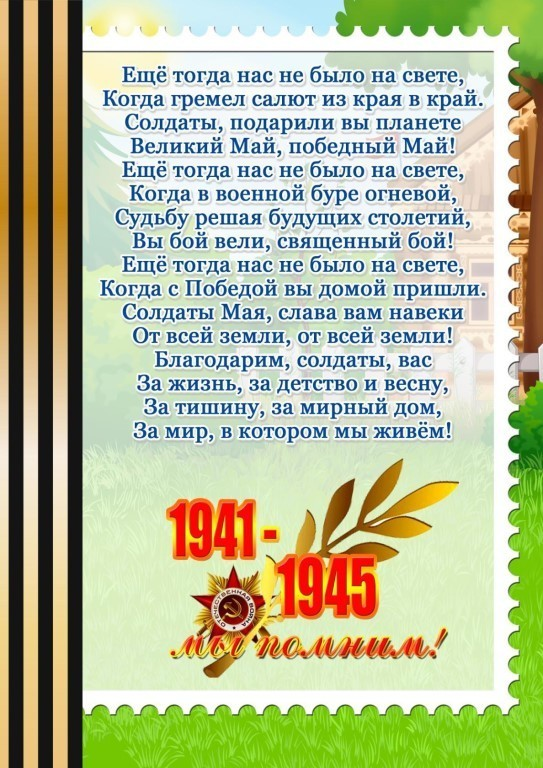 Ещё тогда нас не было на свете,
Когда гремел салют из края в край.
Солдаты, подарили вы планете
Великий Май, победный Май!
Ещё тогда нас не было на свете,
Когда в военной буре огневой,
Судьбу решая будущих столетий,
Вы бой вели, священный бой!
Ещё тогда нас не было на свете,
Когда с Победой вы домой пришли.
Солдаты Мая, слава вам навеки
От всей земли, от всей земли!
Благодарим, солдаты, вас
За жизнь, за детство и весну,
За тишину, за мирный дом,
За мир, в котором мы живём!
1941-
1945
ОТЕЧЕСТВЕННАЯ ВОЙНА
мы помним!